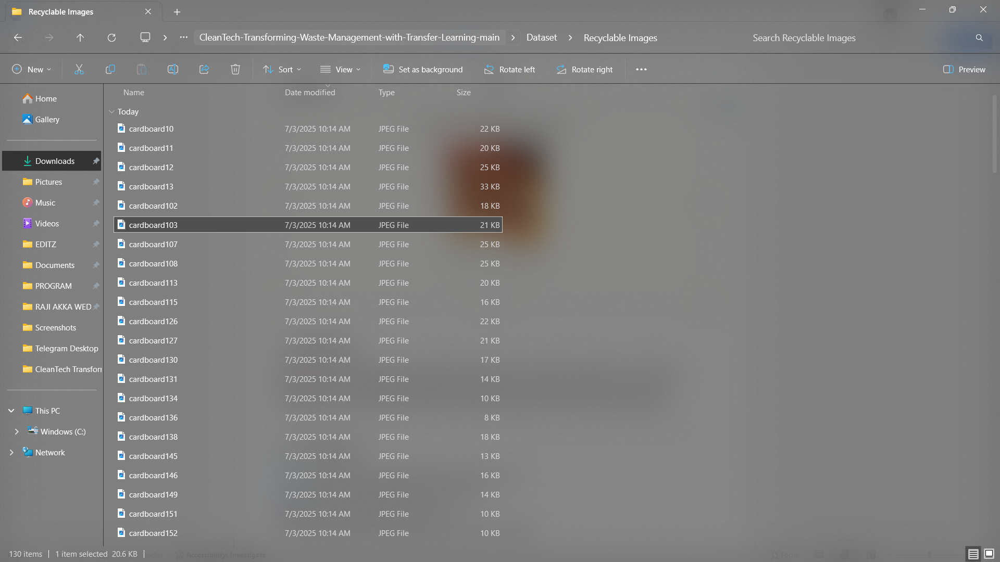 Recyclable Images
CleanTech-Transforming-Waste-Management-with-Transfer-Learning-main Dataset Recyclable Images Search Recyclable Images
New Sort View Set as background Rotate left Rotate right Preview
Name Date modified Type Size
Home
Gallery
Downloads
Pictures
Music
Videos
EDITZ
Documents
PROGRAM
RAJI AKKA WED
Screenshots
Telegram Desktop
CleanTech Transfor
This PC
Windows (C:)
Network
Today
cardboard10 7/3/2025 10:14 AM JPEG File 22 KB
cardboard11 7/3/2025 10:14 AM JPEG File 20 KB
cardboard12 7/3/2025 10:14 AM JPEG File 25 KB
cardboard13 7/3/2025 10:14 AM JPEG File 33 KB
cardboard102 7/3/2025 10:14 AM JPEG File 18 KB
cardboard103 7/3/2025 10:14 AM JPEG File 21 KB
cardboard107 7/3/2025 10:14 AM JPEG File 25 KB
cardboard108 7/3/2025 10:14 AM JPEG File 25 KB
cardboard113 7/3/2025 10:14 AM JPEG File 20 KB
cardboard115 7/3/2025 10:14 AM JPEG File 16 KB
cardboard126 7/3/2025 10:14 AM JPEG File 22 KB
cardboard127 7/3/2025 10:14 AM JPEG File 21 KB
cardboard130 7/3/2025 10:14 AM JPEG File 17 KB
cardboard131 7/3/2025 10:14 AM JPEG File 14 KB
cardboard134 7/3/2025 10:14 AM JPEG File 10 KB
cardboard136 7/3/2025 10:14 AM JPEG File 8 KB
cardboard138 7/3/2025 10:14 AM JPEG File 18 KB
cardboard145 7/3/2025 10:14 AM JPEG File 13 KB
cardboard146 7/3/2025 10:14 AM JPEG File 16 KB
cardboard149 7/3/2025 10:14 AM JPEG File 14 KB
cardboard151 7/3/2025 10:14 AM JPEG File 10 KB
cardboard152 7/3/2025 10:14 AM JPEG File 10 KB
130 items 1 item selected 20.6 KB Accessibility: Investigate Focus